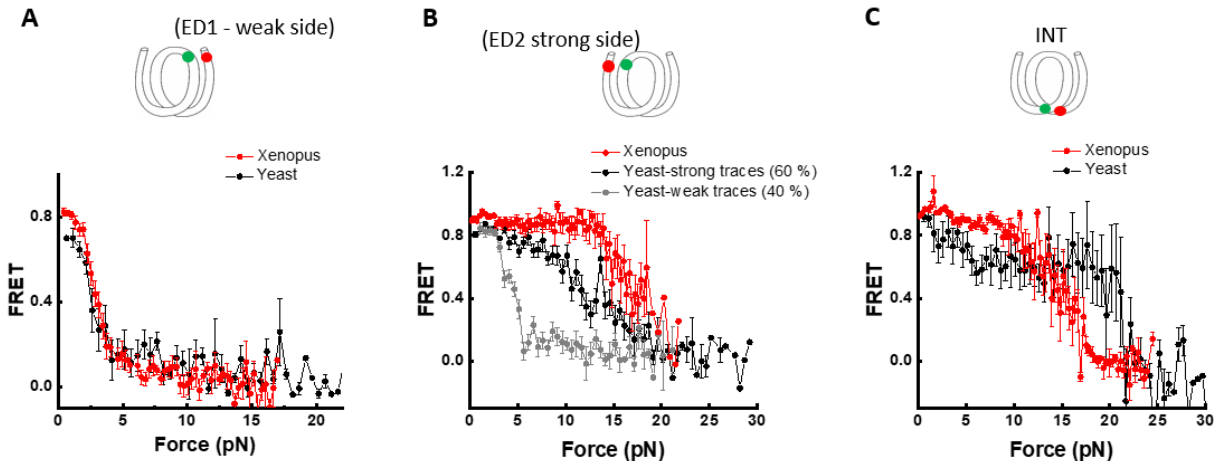 A
(ED1 - weak side)
Xenopus
Yeast
FRET
0.8
0.4
0.0
0
5
10
15
20
Force (pN)
B
(ED2 strong side)
Xenopus
Yeast-strong traces (60 %)
Yeast-weak traces (40 %)
FRET
1.2
0.8
0.4
0.0
0
5
10
15
20
25
30
Force (pN)
C
INT
Xenopus
Yeast
FRET
1.2
0.8
0.4
0.0
0
5
10
15
20
25
30
Force (pN)